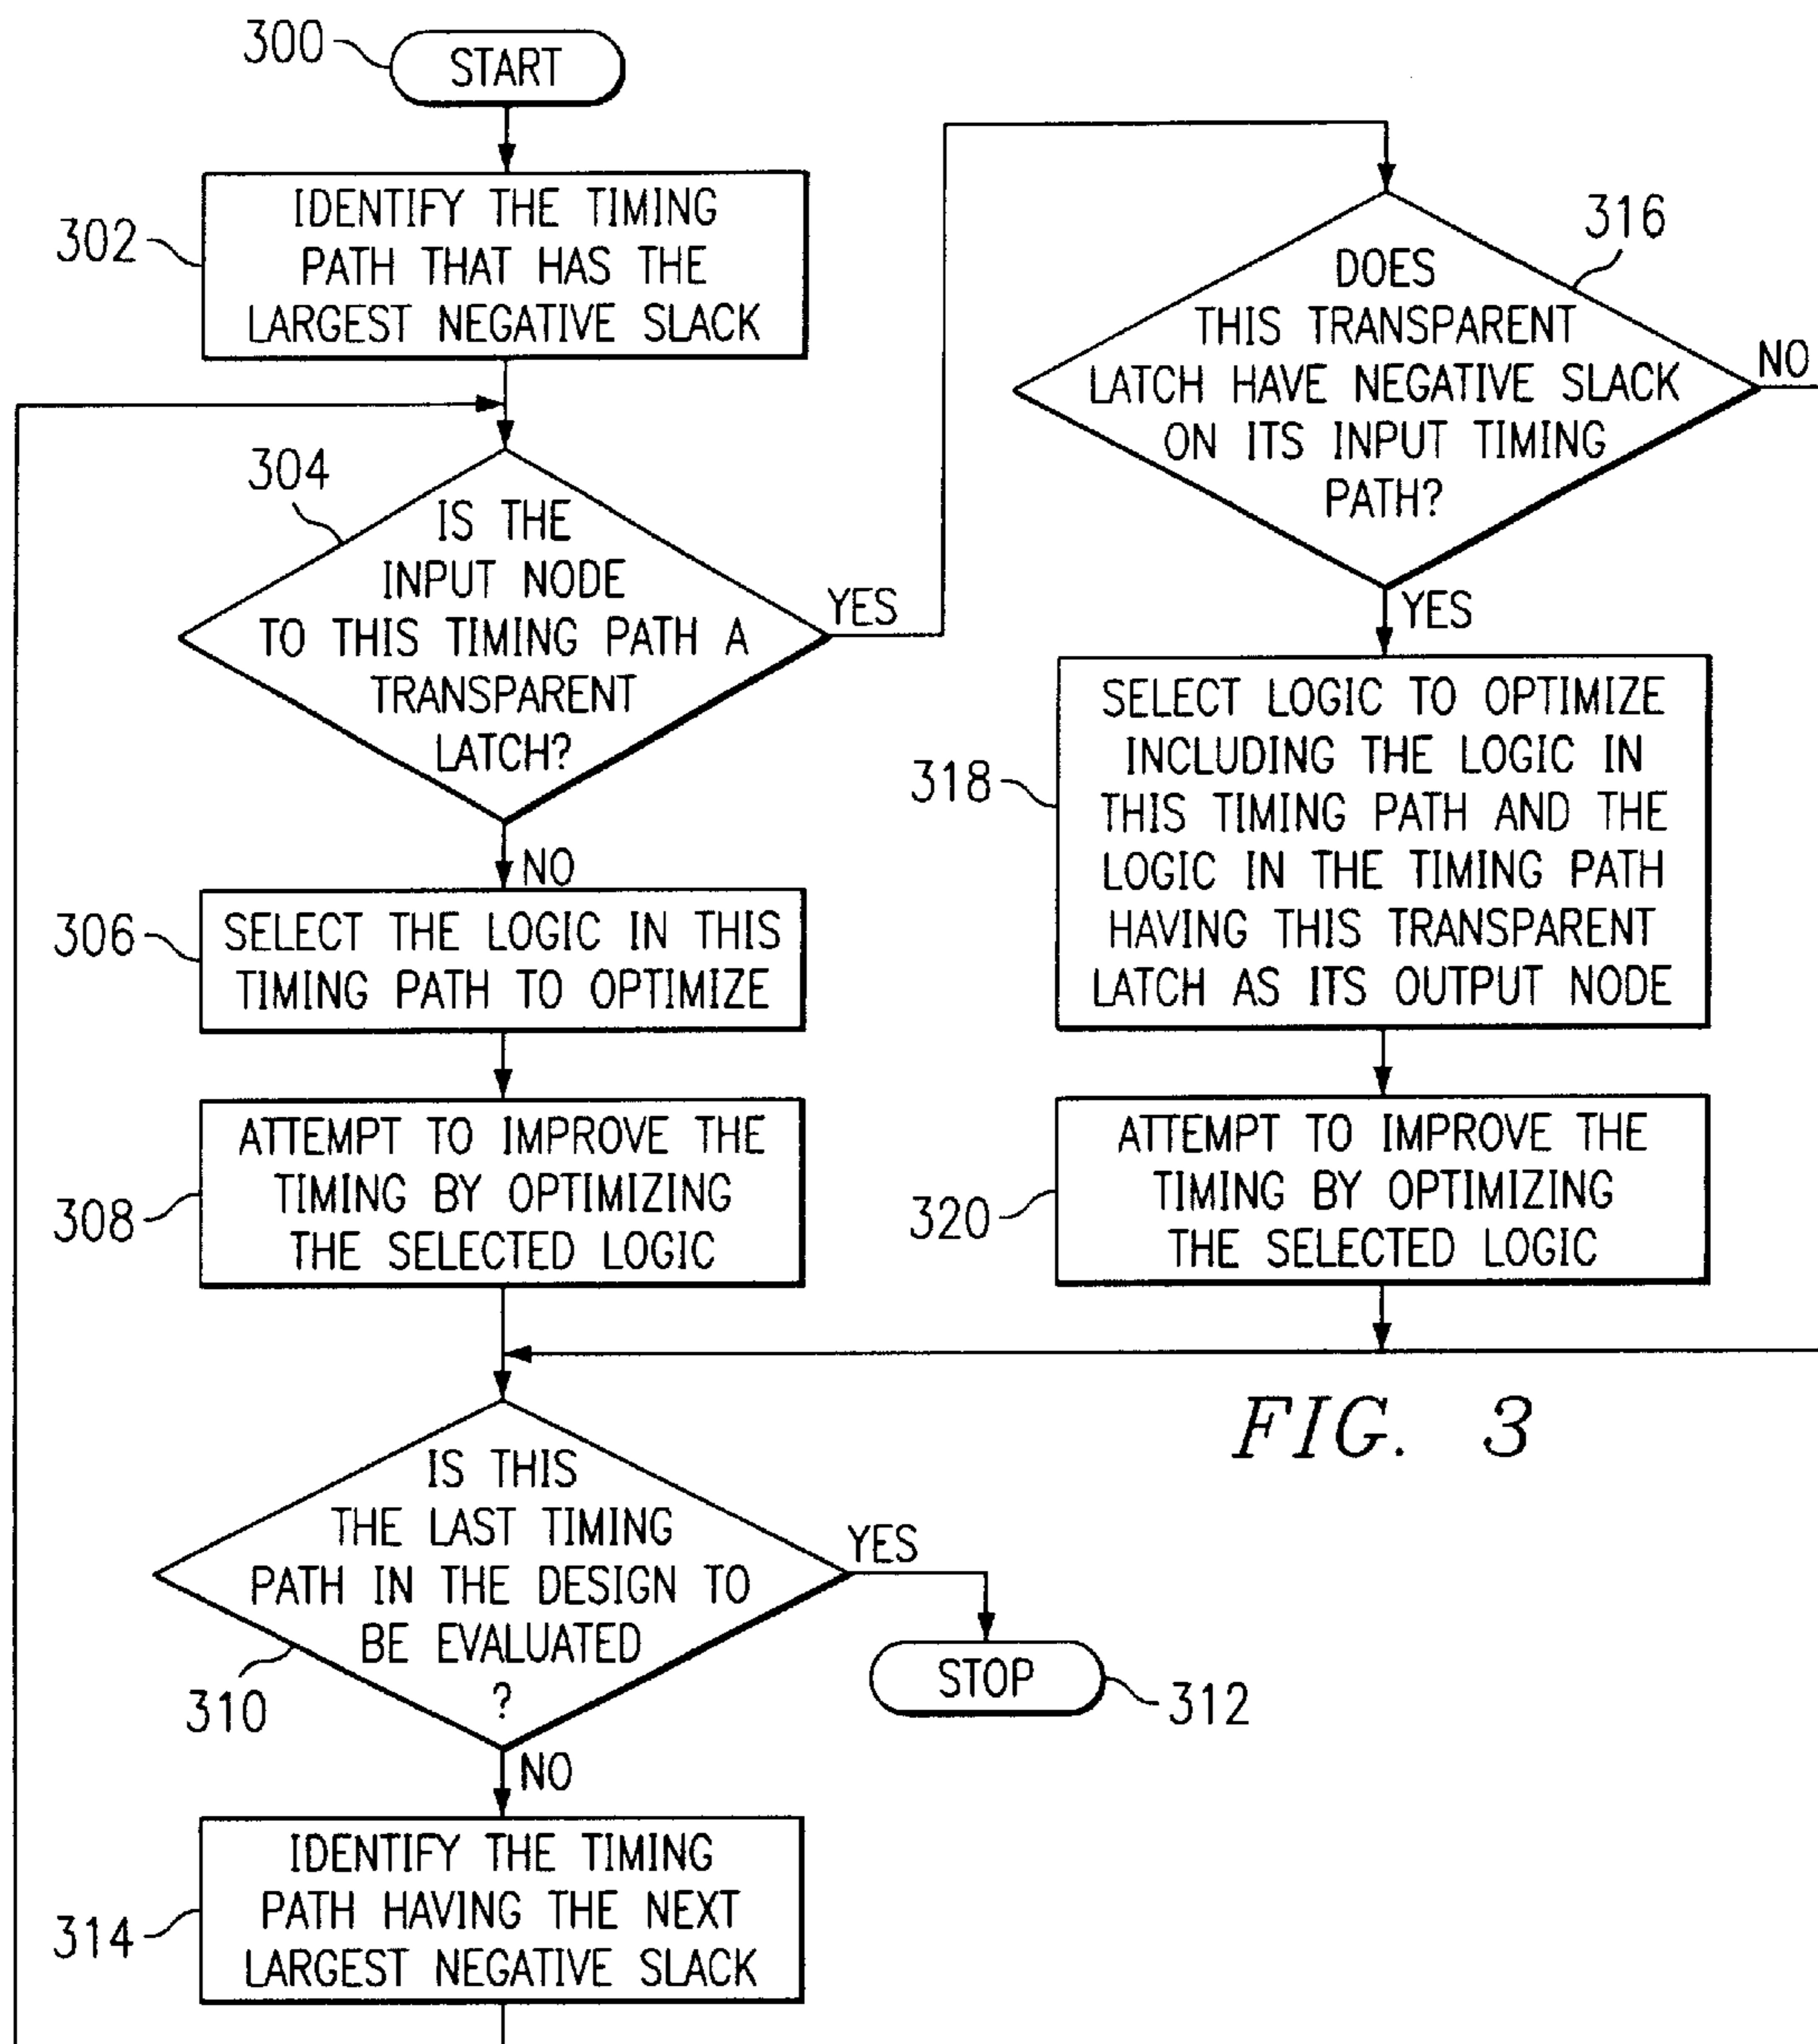 300
START
302
IDENTIFY THE TIMING
PATH THAT HAS THE
LARGEST NEGATIVE SLACK
304
IS THE
INPUT NODE
TO THIS TIMING PATH A
TRANSPARENT
LATCH?
YES
NO
306
SELECT THE LOGIC IN THIS
TIMING PATH TO OPTIMIZE
308
ATTEMPT TO IMPROVE THE
TIMING BY OPTIMIZING
THE SELECTED LOGIC
310
IS THIS
THE LAST TIMING
PATH IN THE DESIGN TO
BE EVALUATED
?
YES
STOP
312
NO
314
IDENTIFY THE TIMING
PATH HAVING THE NEXT
LARGEST NEGATIVE SLACK
316
DOES
THIS TRANSPARENT
LATCH HAVE NEGATIVE SLACK
ON ITS INPUT TIMING
PATH?
NO
YES
318
SELECT LOGIC TO OPTIMIZE
INCLUDING THE LOGIC IN
THIS TIMING PATH AND THE
LOGIC IN THE TIMING PATH
HAVING THIS TRANSPARENT
LATCH AS ITS OUTPUT NODE
320
ATTEMPT TO IMPROVE THE
TIMING BY OPTIMIZING
THE SELECTED LOGIC
FIG. 3